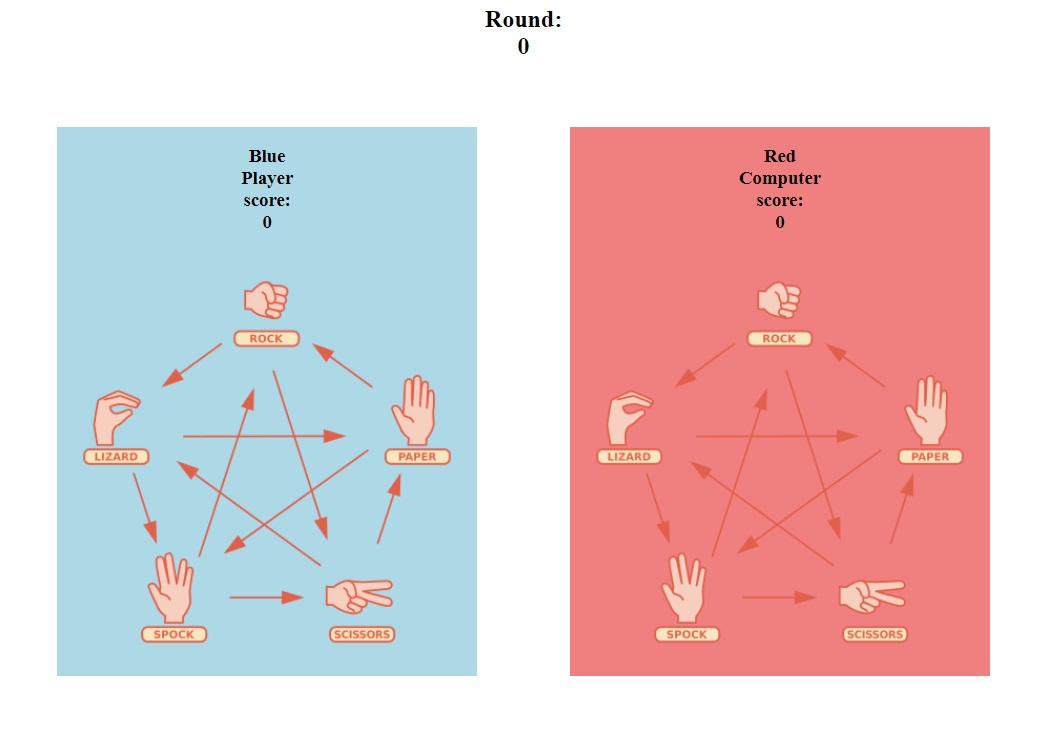 Round:
0
Blue
Player
score:
0
ROCK
LIZARD
PAPER
SPOCK
SCISSORS
Red
Computer
score:
0
ROCK
LIZARD
PAPER
SPOCK
SCISSORS